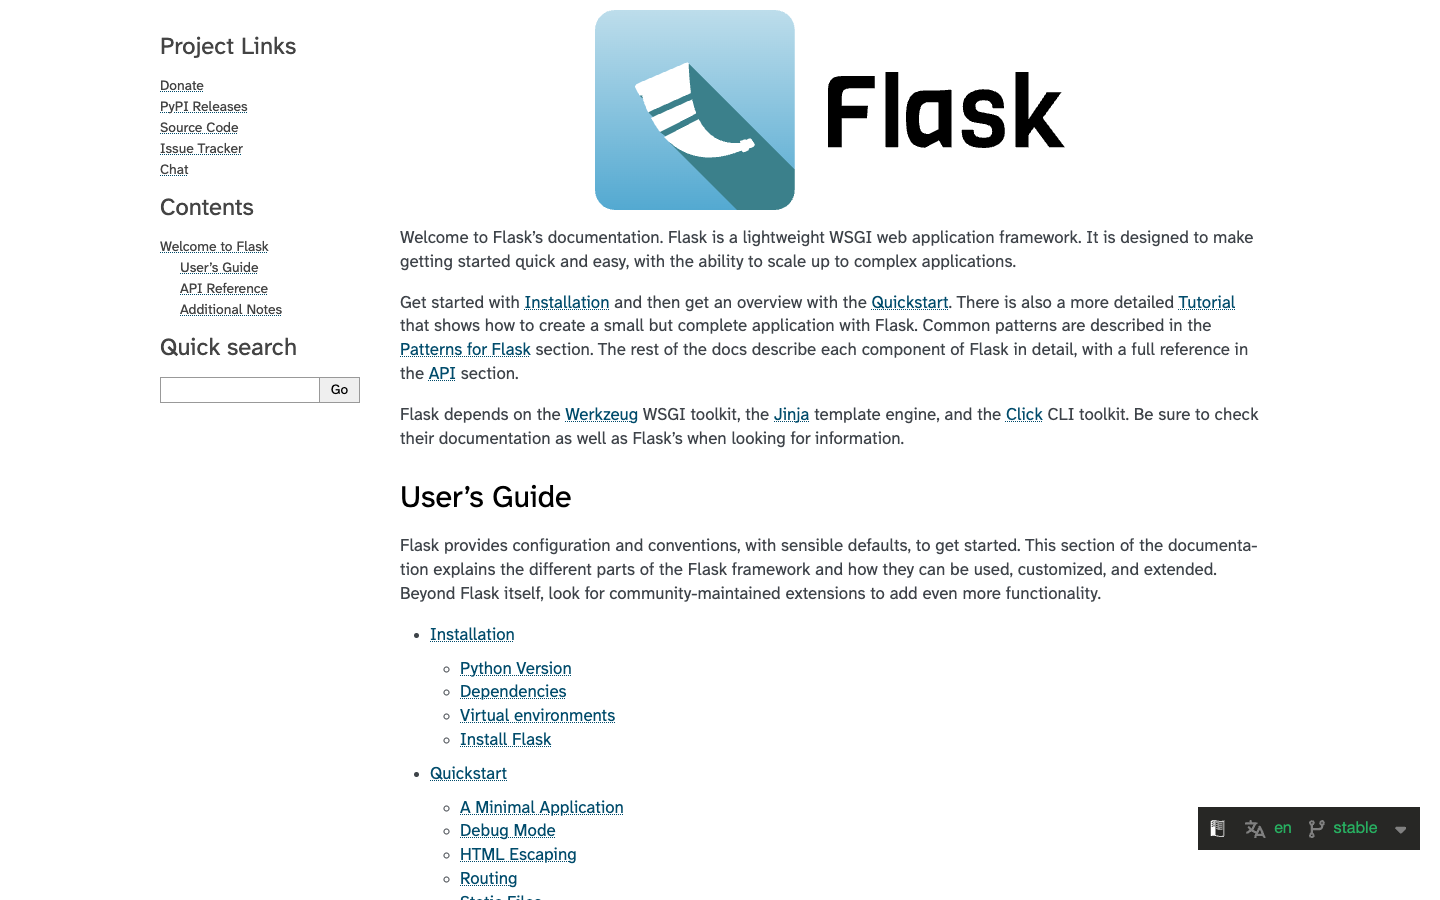 Project Links
Donate
PyPI Releases
Source Code
Issue Tracker
Chat
Contents
Welcome to Flask
User’s Guide
API Reference
Additional Notes
Quick search
Go
Flask
Welcome to Flask’s documentation. Flask is a lightweight WSGI web application framework. It is designed to make
getting started quick and easy, with the ability to scale up to complex applications.
Get started with Installation and then get an overview with the Quickstart. There is also a more detailed Tutorial
that shows how to create a small but complete application with Flask. Common patterns are described in the
Patterns for Flask section. The rest of the docs describe each component of Flask in detail, with a full reference in
the API section.
Flask depends on the Werkzeug WSGI toolkit, the Jinja template engine, and the Click CLI toolkit. Be sure to check
their documentation as well as Flask’s when looking for information.
User’s Guide
Flask provides configuration and conventions, with sensible defaults, to get started. This section of the documenta-
tion explains the different parts of the Flask framework and how they can be used, customized, and extended.
Beyond Flask itself, look for community-maintained extensions to add even more functionality.
Installation
Python Version
Dependencies
Virtual environments
Install Flask
Quickstart
A Minimal Application
Debug Mode
HTML Escaping
Routing
Static Files
en stable